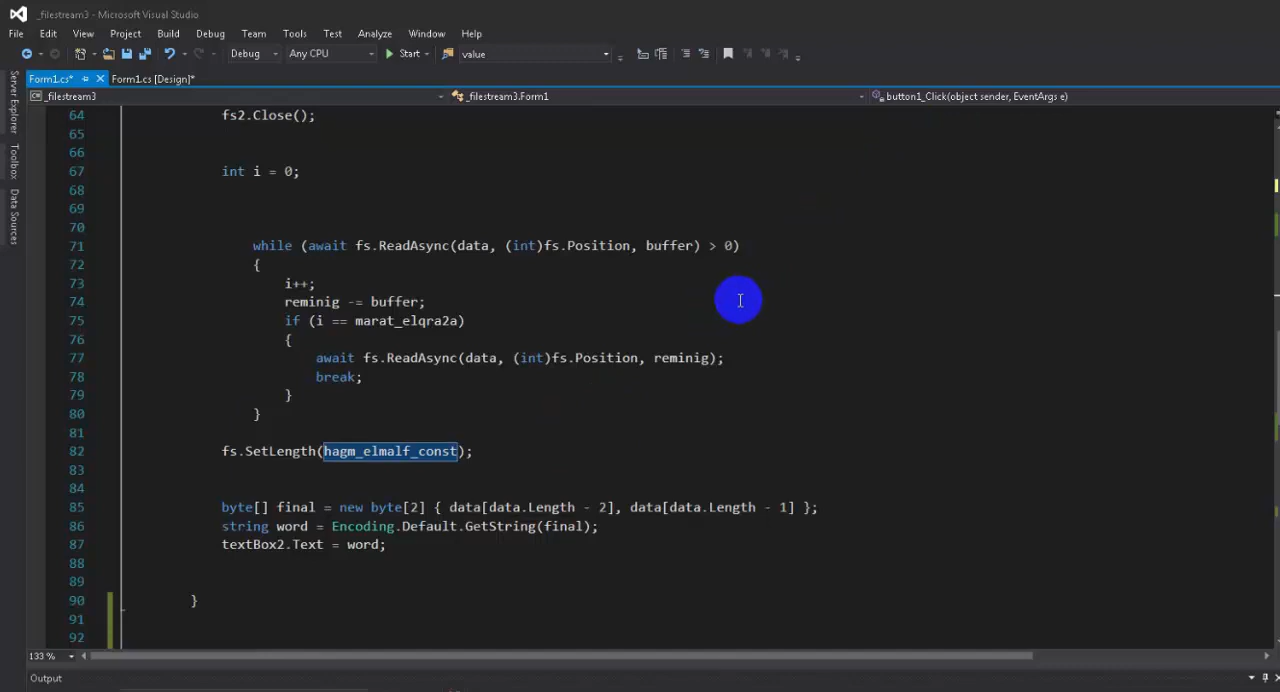 _filestream3 - Microsoft Visual Studio
File Edit View Project Build Debug Team Tools Test Analyze Window Help
Debug Any CPU Start value
Form1.cs* Form1.cs [Design]*
_filestream3 _filestream3.Form1 button1_Click(object sender, EventArgs e)
Server Explorer
Toolbox
Data Sources
64 fs2.Close();
65
66
67 int i = 0;
68
69
70
71 while (await fs.ReadAsync(data, (int)fs.Position, buffer) > 0)
72 {
73 i++;
74 reminig -= buffer;
75 if (i == marat_elqra2a)
76 {
77 await fs.ReadAsync(data, (int)fs.Position, reminig);
78 break;
79 }
80 }
81
82 fs.SetLength(hagm_elmalf_const);
83
84
85 byte[] final = new byte[2] { data[data.Length - 2], data[data.Length - 1] };
86 string word = Encoding.Default.GetString(final);
87 textBox2.Text = word;
88
89
90 }
91
92
133 %
Output